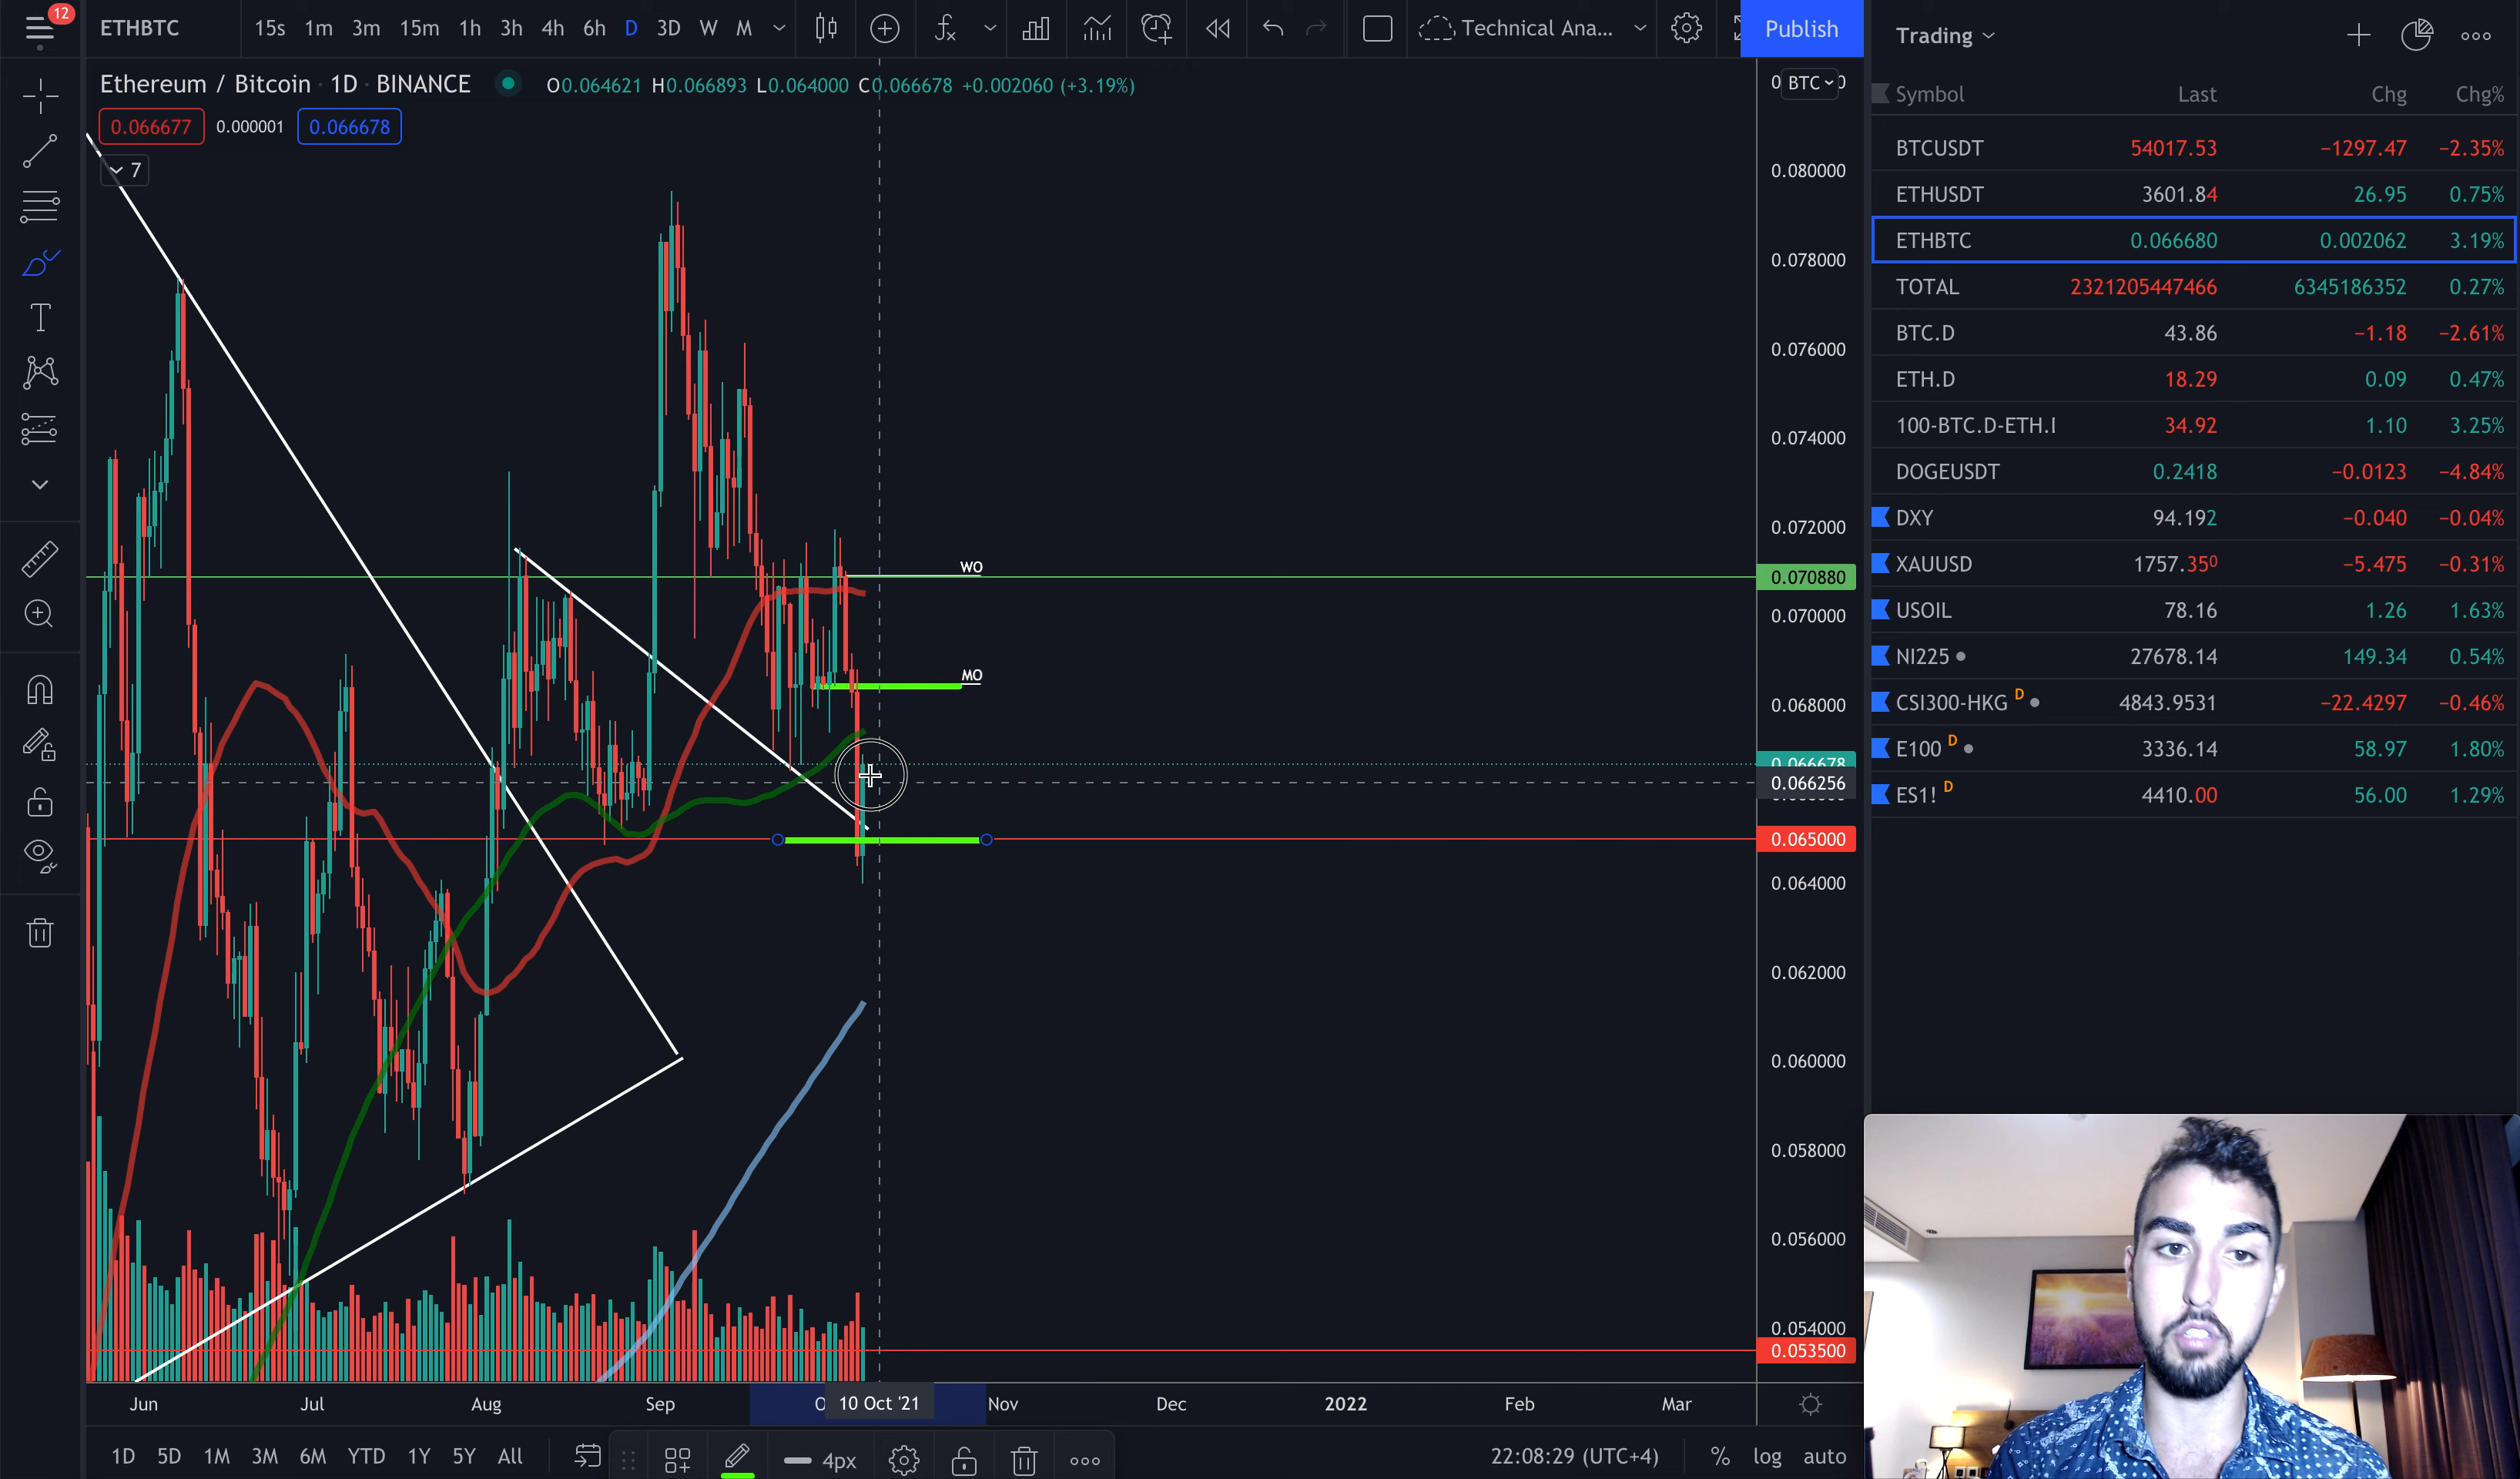 12
ETHBTC 15s 1m 3m 15m 1h 3h 4h 6h D 3D W M Technical Ana... Publish
Trading
Ethereum / Bitcoin · 1D · BINANCE O0.064621 H0.066893 L0.064000 C0.066678 +0.002060 (+3.19%)
BTC
0.066677 0.000001 0.066678
7
Symbol Last Chg Chg%
BTCUSDT 54017.53 −1297.47 −2.35%
ETHUSDT 3601.84 26.95 0.75%
ETHBTC 0.066680 0.002062 3.19%
TOTAL 2321205447466 6345186352 0.27%
BTC.D 43.86 −1.18 −2.61%
ETH.D 18.29 0.09 0.47%
100-BTC.D-ETH.I 34.92 1.10 3.25%
DOGEUSDT 0.2418 −0.0123 −4.84%
DXY 94.192 −0.040 −0.04%
XAUUSD 1757.350 −5.475 −0.31%
USOIL 78.16 1.26 1.63%
NI225 27678.14 149.34 0.54%
CSI300-HKG D 4843.9531 −22.4297 −0.46%
E100 D 3336.14 58.97 1.80%
ES1! D 4410.00 56.00 1.29%
0.080000
0.078000
0.076000
0.074000
0.072000
WO
0.070880
0.070000
MO
0.068000
0.066678
0.066256
0.065000
0.064000
0.062000
0.060000
0.058000
0.056000
0.054000
0.053500
Jun Jul Aug Sep 10 Oct '21 Nov Dec 2022 Feb Mar
1D 5D 1M 3M 6M YTD 1Y 5Y All 4px 22:08:29 (UTC+4) % log auto